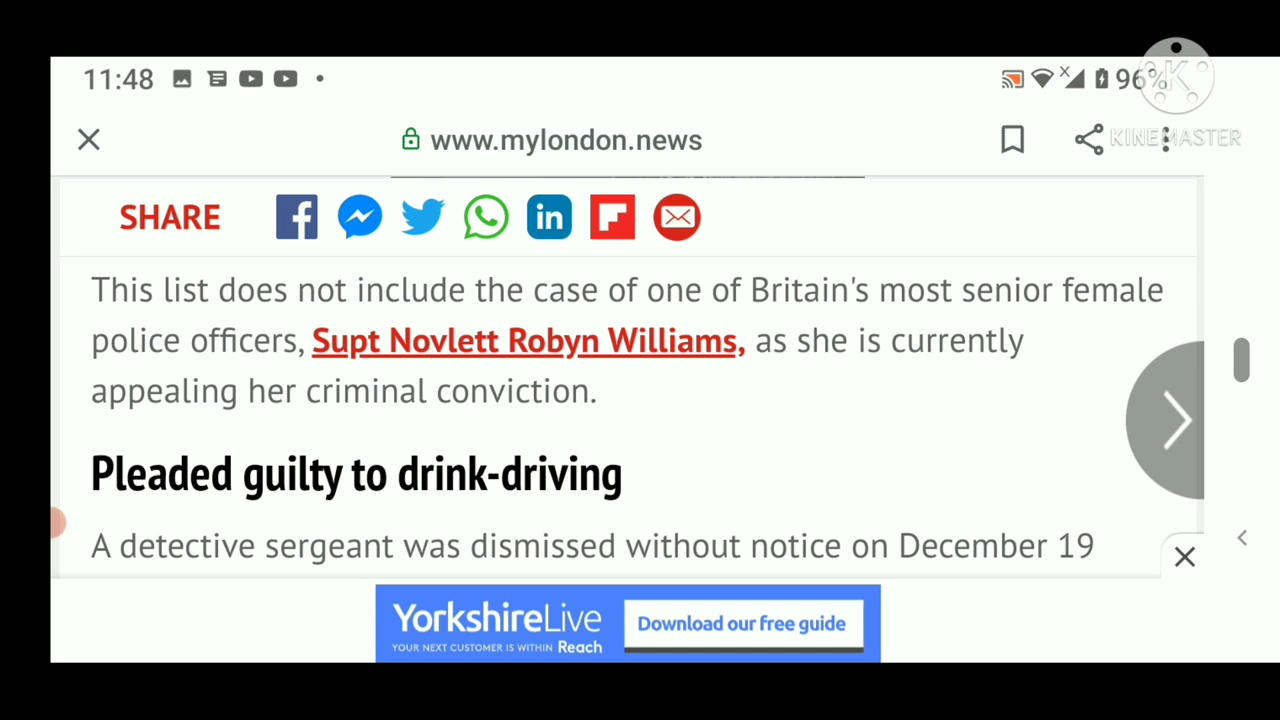 11:48
96%
www.mylondon.news
KINEMASTER
SHARE
This list does not include the case of one of Britain's most senior female
police officers, Supt Novlett Robyn Williams, as she is currently
appealing her criminal conviction.
Pleaded guilty to drink-driving
A detective sergeant was dismissed without notice on December 19
YorkshireLive
YOUR NEXT CUSTOMER IS WITHIN Reach
Download our free guide